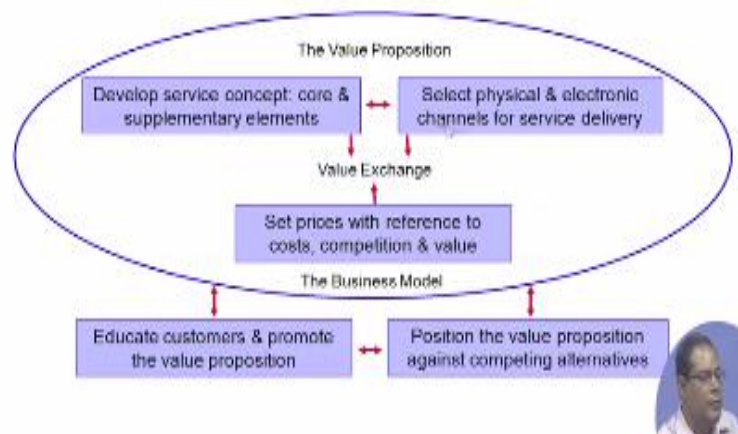 The Value Proposition
Develop service concept: core &
supplementary elements
Select physical & electronic
channels for service delivery
Value Exchange
Set prices with reference to
costs, competition & value
The Business Model
Educate customers & promote
the value proposition
Position the value proposition
against competing alternatives